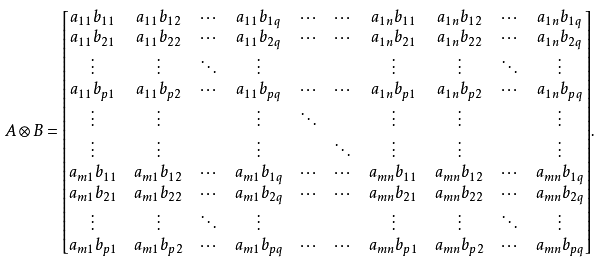 a₁₁b₁₁ a₁₁b₁₂ ⋯ a₁₁b₁q ⋯ ⋯ a₁ₙb₁₁ a₁ₙb₁₂ ⋯ a₁ₙb₁q
a₁₁b₂₁ a₁₁b₂₂ ⋯ a₁₁b₂q ⋯ ⋯ a₁ₙb₂₁ a₁ₙb₂₂ ⋯ a₁ₙb₂q
⋮ ⋮ ⋱ ⋮ ⋮ ⋮ ⋱ ⋮
a₁₁bₚ₁ a₁₁bₚ₂ ⋯ a₁₁bₚq ⋯ ⋯ a₁ₙbₚ₁ a₁ₙbₚ₂ ⋯ a₁ₙbₚq
⋮ ⋮ ⋮ ⋱ ⋮ ⋮ ⋮
A ⊗ B = [ ].
⋮ ⋮ ⋮ ⋱ ⋮ ⋮ ⋮
aₘ₁b₁₁ aₘ₁b₁₂ ⋯ aₘ₁b₁q ⋯ ⋯ aₘₙb₁₁ aₘₙb₁₂ ⋯ aₘₙb₁q
aₘ₁b₂₁ aₘ₁b₂₂ ⋯ aₘ₁b₂q ⋯ ⋯ aₘₙb₂₁ aₘₙb₂₂ ⋯ aₘₙb₂q
⋮ ⋮ ⋱ ⋮ ⋮ ⋮ ⋱ ⋮
aₘ₁bₚ₁ aₘ₁bₚ₂ ⋯ aₘ₁bₚq ⋯ ⋯ aₘₙbₚ₁ aₘₙbₚ₂ ⋯ aₘₙbₚq